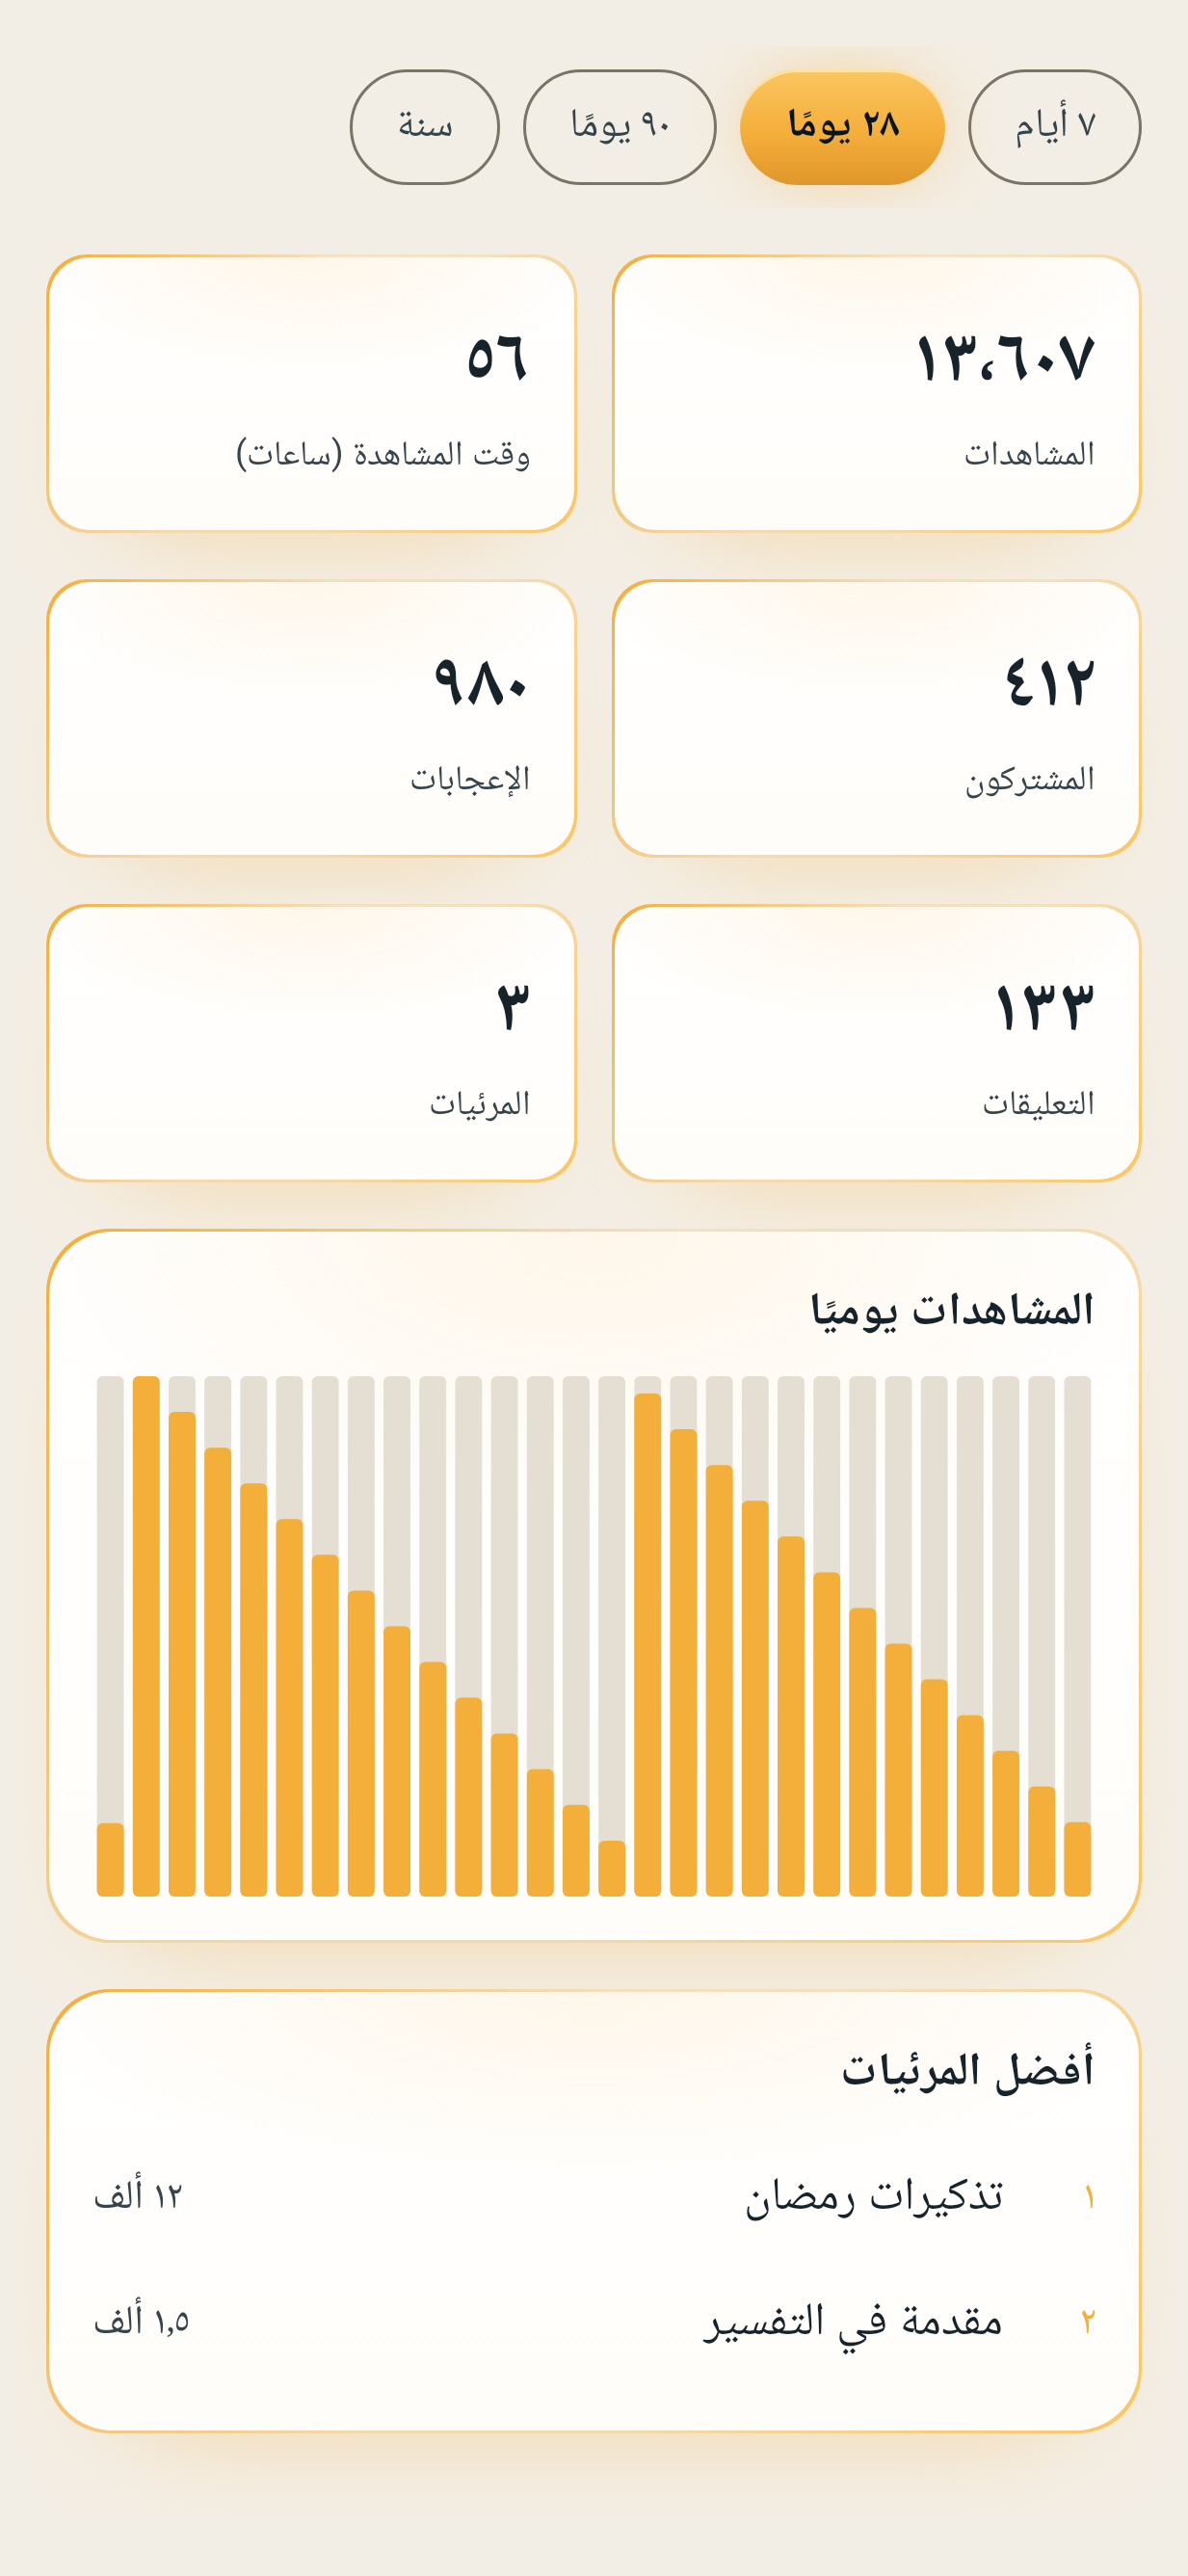 ٧ أيام
٢٨ يومًا
٩٠ يومًا
سنة
١٣،٦٠٧
المشاهدات
٥٦
وقت المشاهدة (ساعات)
٤١٢
المشتركون
٩٨٠
الإعجابات
١٣٣
التعليقات
٣
المرئيات
المشاهدات يوميًا
أفضل المرئيات
١ تذكيرات رمضان ١٢ ألف
٢ مقدمة في التفسير ١٫٥ ألف